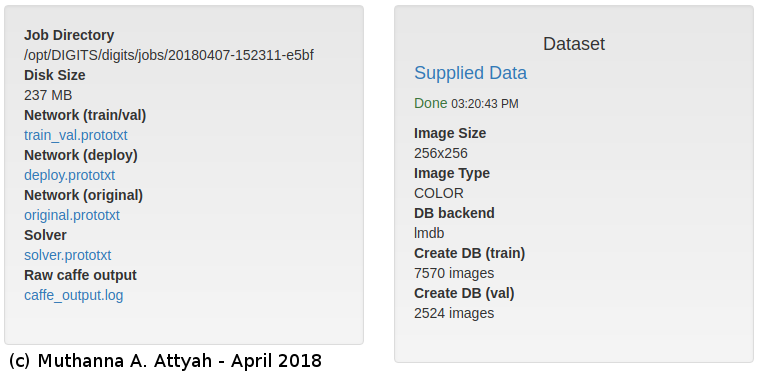 Job Directory
/opt/DIGITS/digits/jobs/20180407-152311-e5bf
Disk Size
237 MB
Network (train/val)
train_val.prototxt
Network (deploy)
deploy.prototxt
Network (original)
original.prototxt
Solver
solver.prototxt
Raw caffe output
caffe_output.log
(c) Muthanna A. Attyah - April 2018
Dataset
Supplied Data
Done 03:20:43 PM
Image Size
256x256
Image Type
COLOR
DB backend
lmdb
Create DB (train)
7570 images
Create DB (val)
2524 images